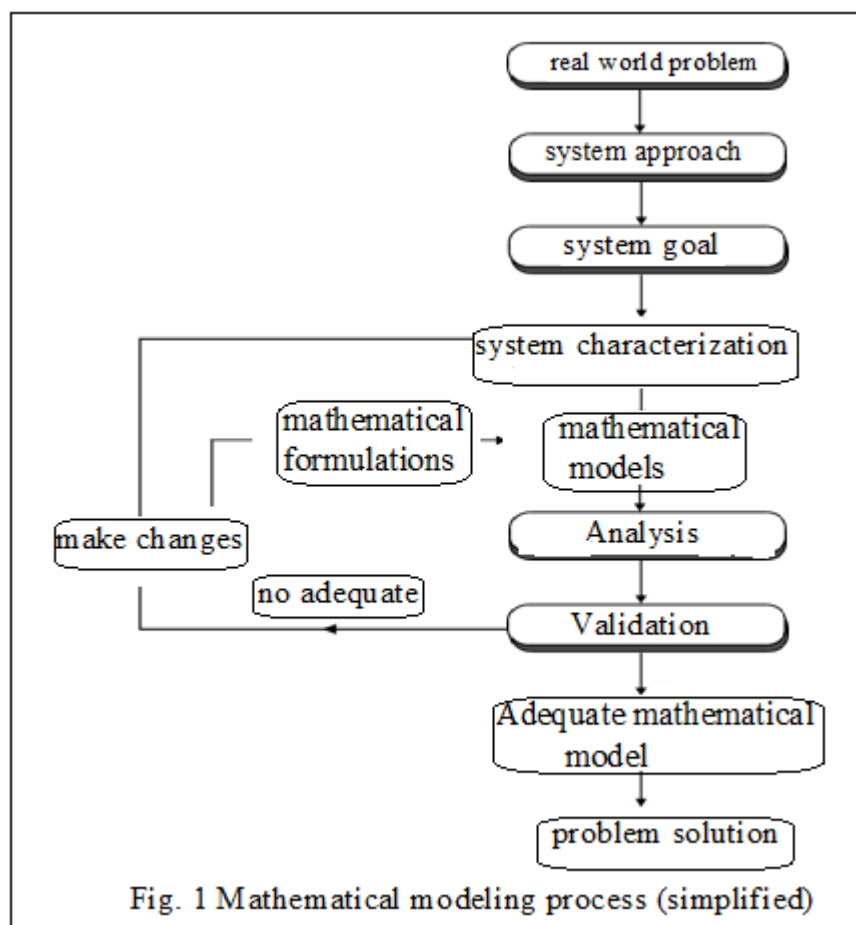 real world problem
system approach
system goal
system characterization
mathematical
formulations
mathematical
models
make changes
Analysis
no adequate
Validation
Adequate mathematical
model
problem solution
Fig. 1 Mathematical modeling process (simplified)